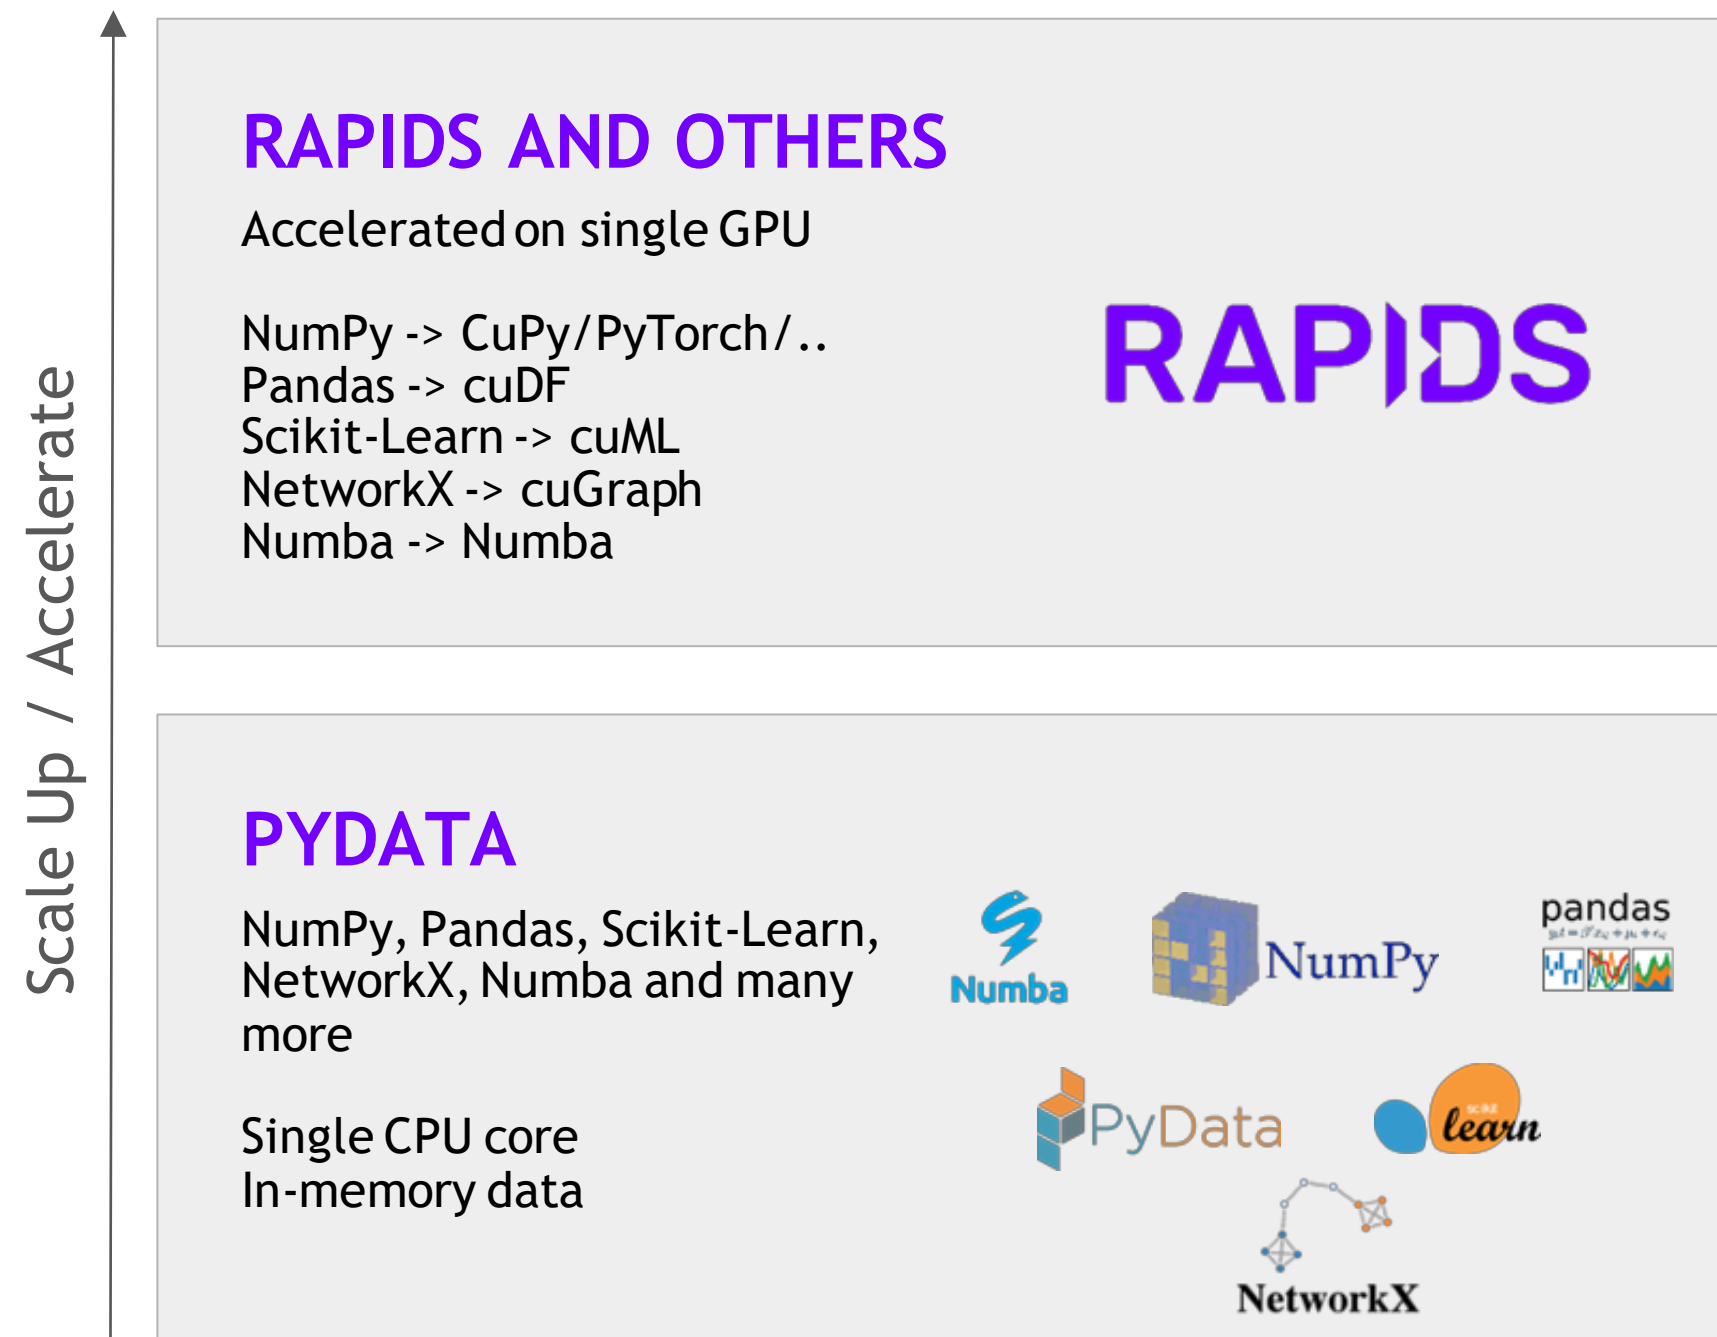 Scale Up / Accelerate
RAPIDS AND OTHERS
Accelerated on single GPU
NumPy -> CuPy/PyTorch/..
Pandas -> cuDF
Scikit-Learn -> cuML
NetworkX -> cuGraph
Numba -> Numba
RAPIDS
PYDATA
NumPy, Pandas, Scikit-Learn,
NetworkX, Numba and many
more
Single CPU core
In-memory data
Numba
NumPy
pandas
PyData
scikit
learn
NetworkX